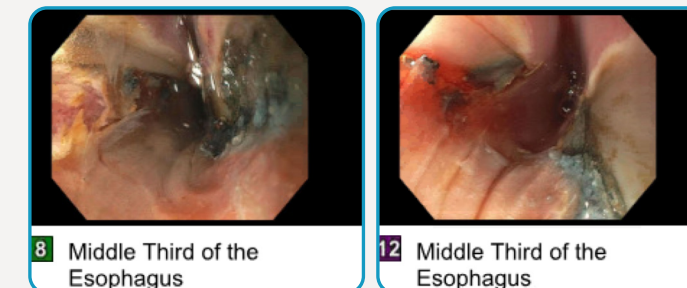 8 Middle Third of the
Esophagus
12 Middle Third of the
Esophagus